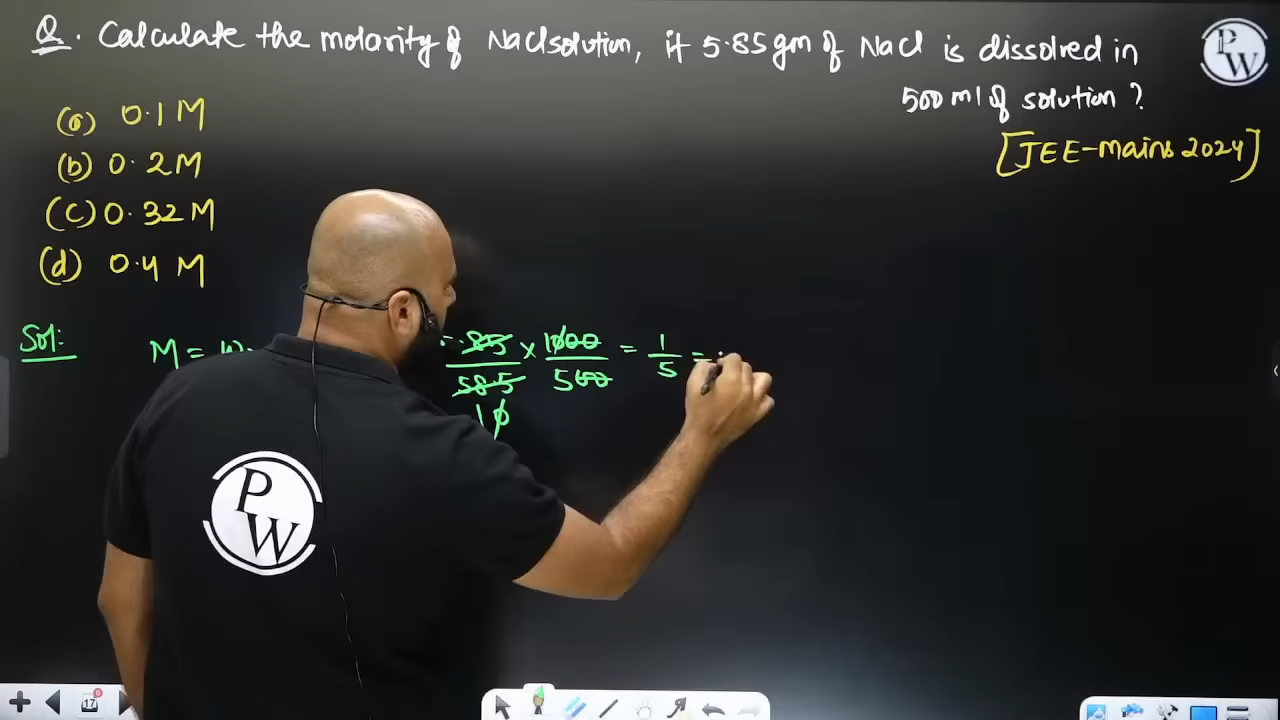 Q. Calculate the molarity of NaCl solution, if 5.85 gm of NaCl is dissolved in
500 ml of solution ?
[JEE-mains 2024]
(a) 0.1 M
(b) 0.2 M
(c) 0.32 M
(d) 0.4 M
Sol:
M =
.85 × 1000 = 1 =
585 500 5
10
PW
PW
17